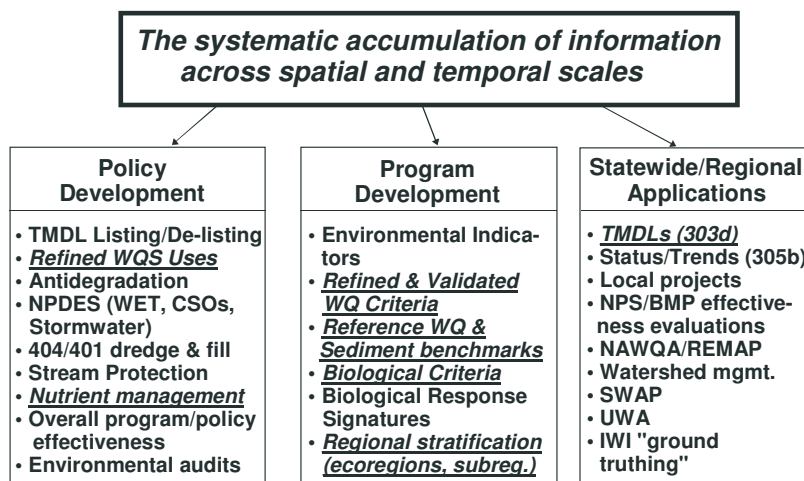 The systematic accumulation of information
across spatial and temporal scales
Policy
Development
• TMDL Listing/De-listing
• Refined WQS Uses
• Antidegradation
• NPDES (WET, CSOs,
Stormwater)
• 404/401 dredge & fill
• Stream Protection
• Nutrient management
• Overall program/policy
effectiveness
• Environmental audits
Program
Development
• Environmental Indica-
tors
• Refined & Validated
WQ Criteria
• Reference WQ &
Sediment benchmarks
• Biological Criteria
• Biological Response
Signatures
• Regional stratification
(ecoregions, subreg.)
Statewide/Regional
Applications
• TMDLs (303d)
• Status/Trends (305b)
• Local projects
• NPS/BMP effective-
ness evaluations
• NAWQA/REMAP
• Watershed mgmt.
• SWAP
• UWA
• IWI "ground
truthing"